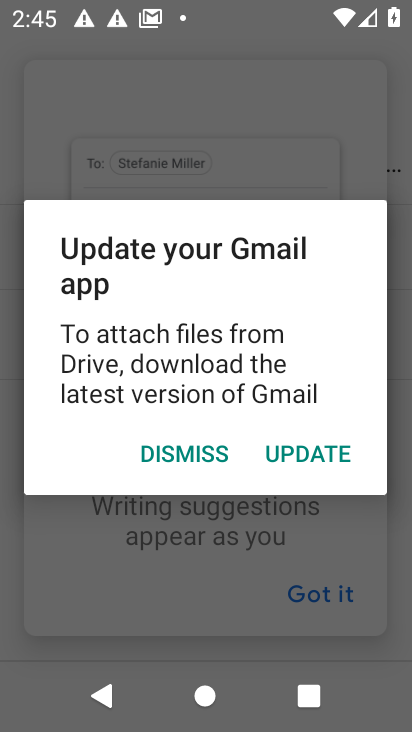 2:45
To: Stefanie Miller
...
Update your Gmail
app
To attach files from
Drive, download the
latest version of Gmail
DISMISS UPDATE
Writing suggestions
appear as you
Got it